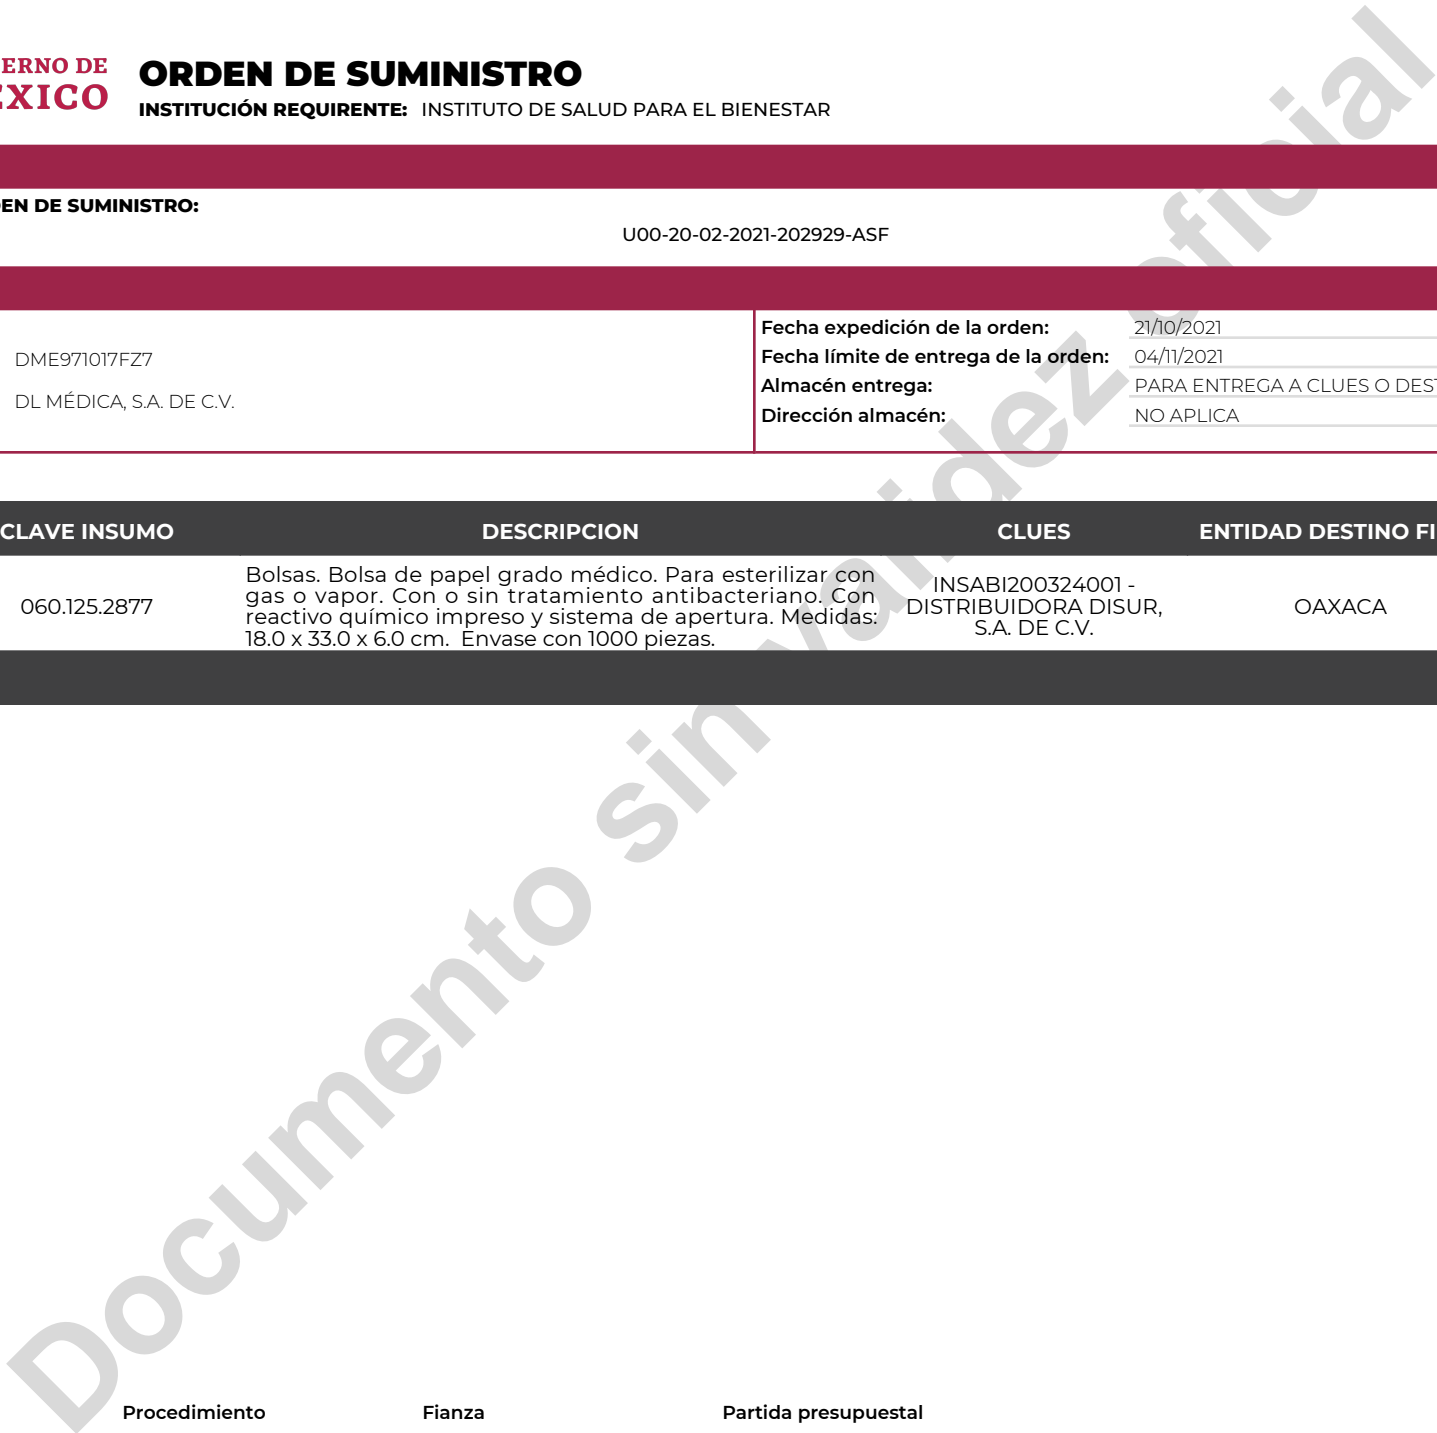 ERNO DE
ÉXICO
ORDEN DE SUMINISTRO
INSTITUCIÓN REQUIRENTE: INSTITUTO DE SALUD PARA EL BIENESTAR
EN DE SUMINISTRO:
U00-20-02-2021-202929-ASF
DME971017FZ7
DL MÉDICA, S.A. DE C.V.
Fecha expedición de la orden: 21/10/2021
Fecha límite de entrega de la orden: 04/11/2021
Almacén entrega: PARA ENTREGA A CLUES O DEST
Dirección almacén: NO APLICA
CLAVE INSUMO DESCRIPCION CLUES ENTIDAD DESTINO FI
060.125.2877
Bolsas. Bolsa de papel grado médico. Para esterilizar con
gas o vapor. Con o sin tratamiento antibacteriano. Con
reactivo químico impreso y sistema de apertura. Medidas:
18.0 x 33.0 x 6.0 cm. Envase con 1000 piezas.
INSABI200324001 -
DISTRIBUIDORA DISUR,
S.A. DE C.V.
OAXACA
Documento sin validez oficial
Procedimiento Fianza Partida presupuestal